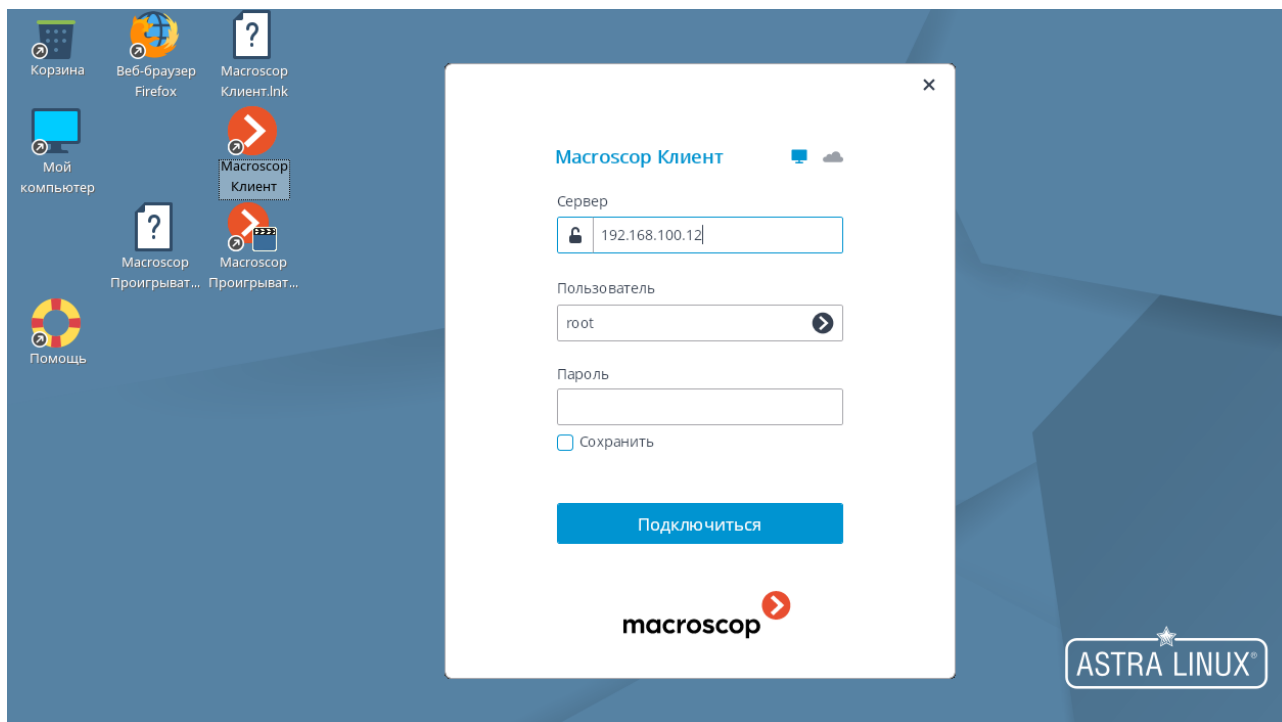 Корзина
Веб-браузер
Firefox
Macroscop
Клиент.lnk
Мой
компьютер
Macroscop
Клиент
Macroscop
Проигрыват...
Macroscop
Проигрыват...
Помощь
Macroscop Клиент
Сервер
192.168.100.12
Пользователь
root
Пароль
Сохранить
Подключиться
macroscop
ASTRA LINUX®